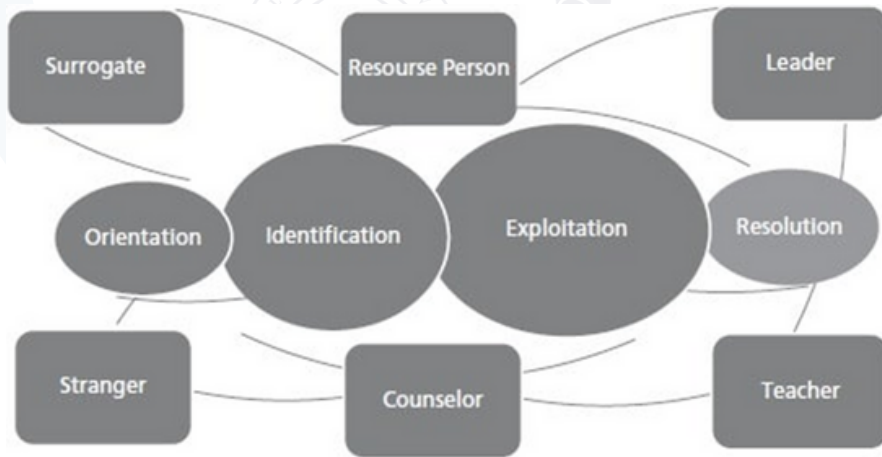 Surrogate
Resourse Person
Leader
Orientation
Identification
Exploitation
Resolution
Stranger
Counselor
Teacher